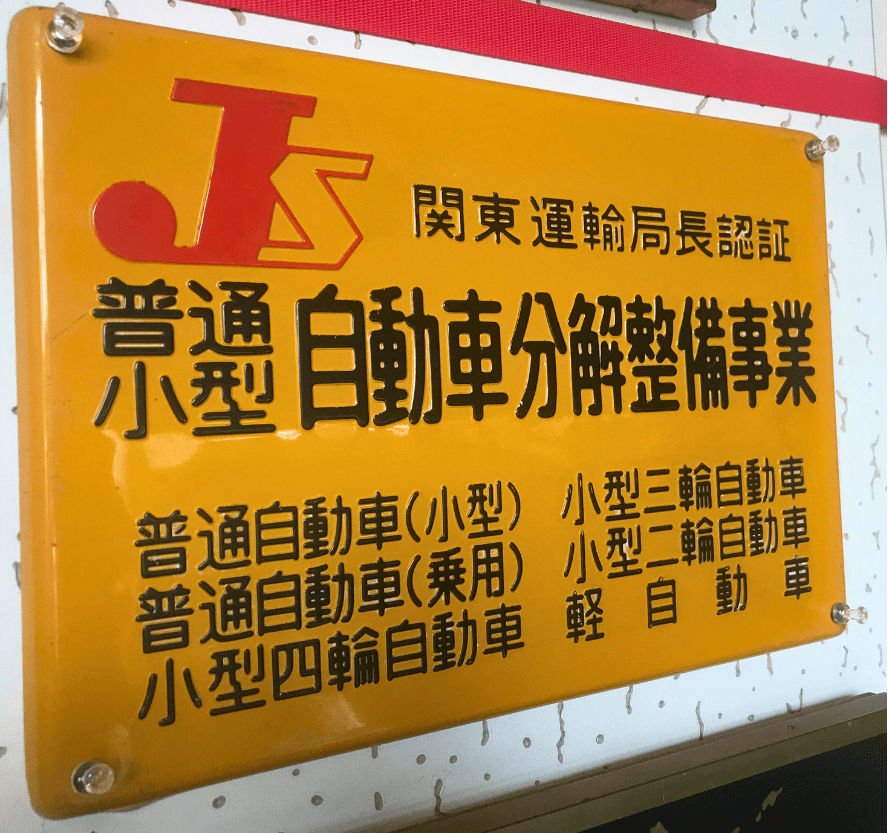 JS
関東運輸局長認証
普通
小型
自動車分解整備事業
普通自動車(小型)
普通自動車(乗用)
小型四輪自動車
小型三輪自動車
小型二輪自動車
軽自動車